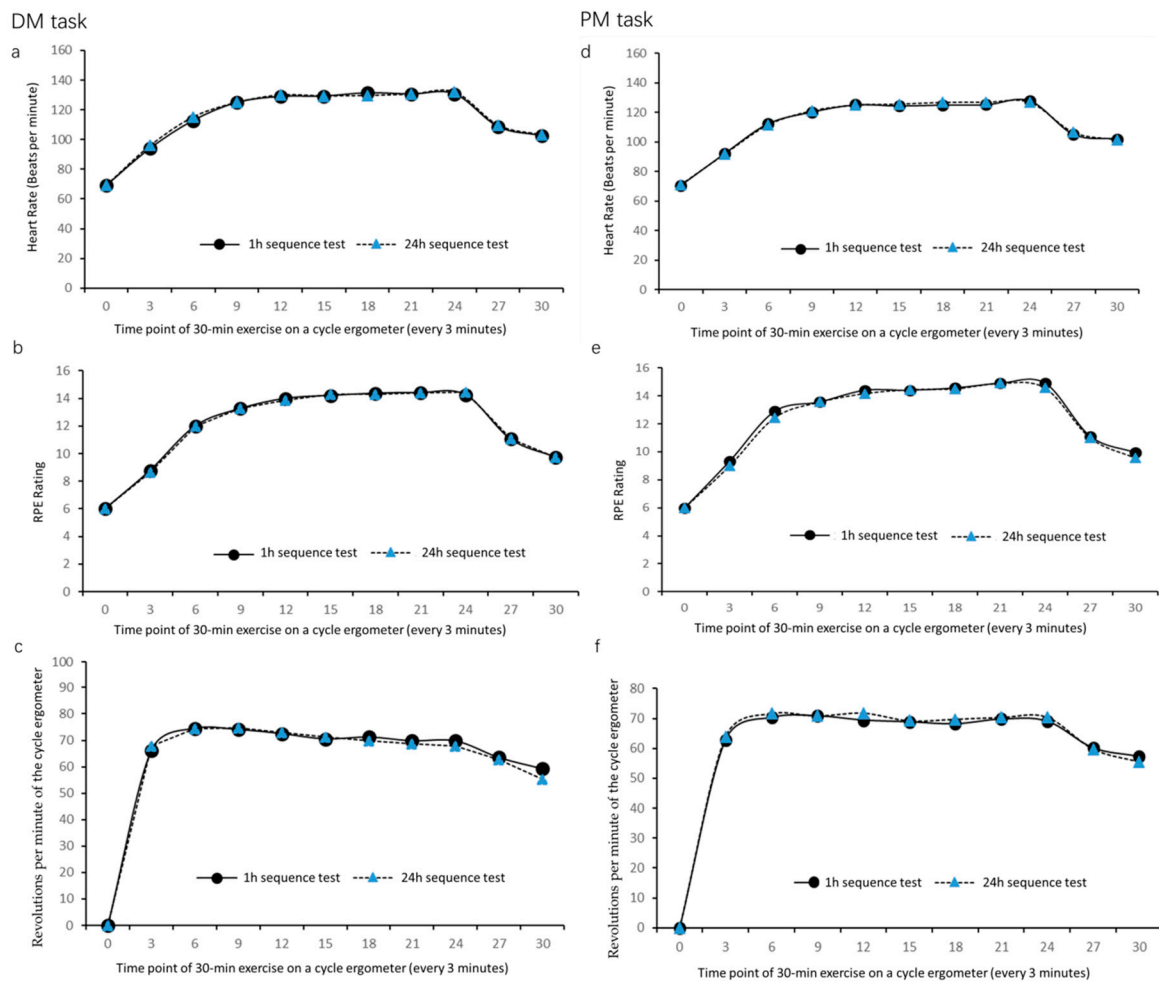 DM task
a
Heart Rate (Beats per minute)
160
140
120
100
80
60
40
20
0
1h sequence test
24h sequence test
0 3 6 9 12 15 18 21 24 27 30
Time point of 30-min exercise on a cycle ergometer (every 3 minutes)
b
RPE Rating
16
14
12
10
8
6
4
2
0
1h sequence test
24h sequence test
0 3 6 9 12 15 18 21 24 27 30
Time point of 30-min exercise on a cycle ergometer (every 3 minutes)
c
Revolutions per minute of the cycle ergometer
100
90
80
70
60
50
40
30
20
10
0
1h sequence test
24h sequence test
0 3 6 9 12 15 18 21 24 27 30
Time point of 30-min exercise on a cycle ergometer (every 3 minutes)
PM task
d
Heart Rate (Beats per minute)
160
140
120
100
80
60
40
20
0
1h sequence test
24h sequence test
0 3 6 9 12 15 18 21 24 27 30
Time point of 30-min exercise on a cycle ergometer (every 3 minutes)
e
RPE Rating
16
14
12
10
8
6
4
2
0
1h sequence test
24h sequence test
0 3 6 9 12 15 18 21 24 27 30
Time point of 30-min exercise on a cycle ergometer (every 3 minutes)
f
Revolutions per minute of the cycle ergometer
80
70
60
50
40
30
20
10
0
1h sequence test
24h sequence test
0 3 6 9 12 15 18 21 24 27 30
Time point of 30-min exercise on a cycle ergometer (every 3 minutes)